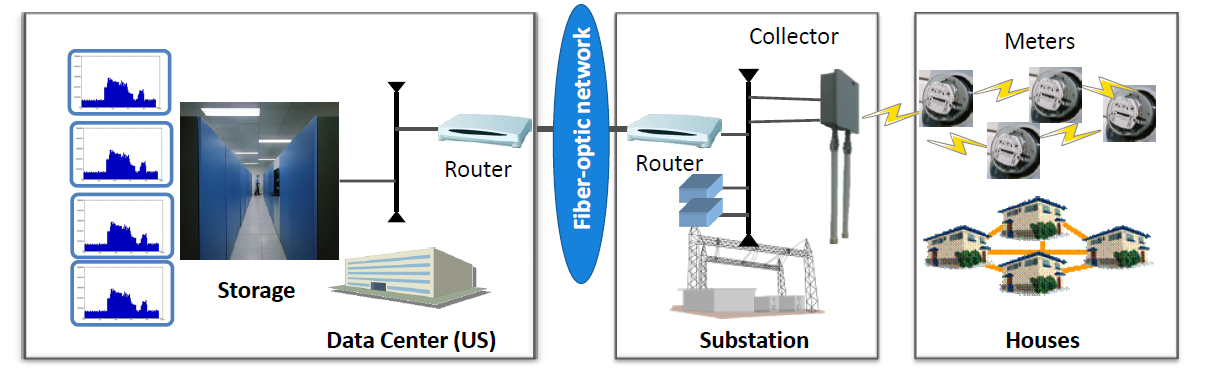 Fiber-optic network
Router
Storage
Data Center (US)
Collector
Router
Substation
Meters
Houses